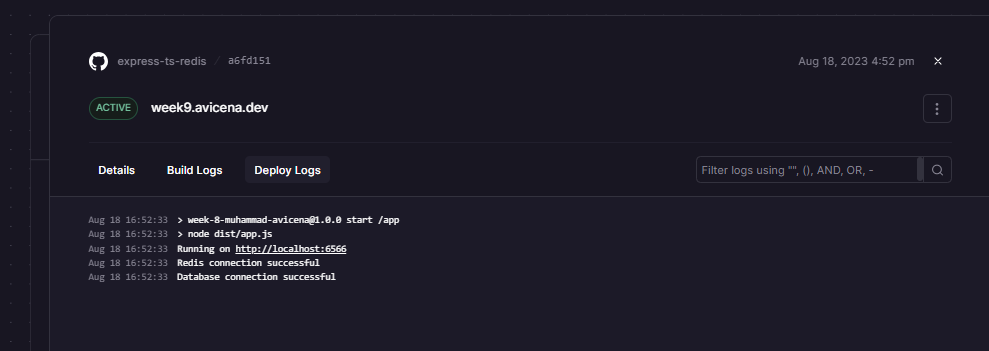 express-ts-redis / a6fd151 Aug 18, 2023 4:52 pm
ACTIVE week9.avicena.dev
Details Build Logs Deploy Logs Filter logs using "", (), AND, OR, -
Aug 18 16:52:33 > week-8-muhammad-avicena@1.0.0 start /app
Aug 18 16:52:33 > node dist/app.js
Aug 18 16:52:33 Running on http://localhost:6566
Aug 18 16:52:33 Redis connection successful
Aug 18 16:52:33 Database connection successful